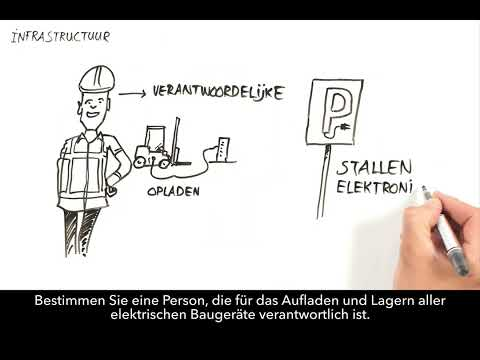 INFRASTRUCTUUR
VERANTWOORDELIJKE
OPLADEN
P
STALLEN
ELEKTRONI
Bestimmen Sie eine Person, die für das Aufladen und Lagern aller
elektrischen Baugeräte verantwortlich ist.